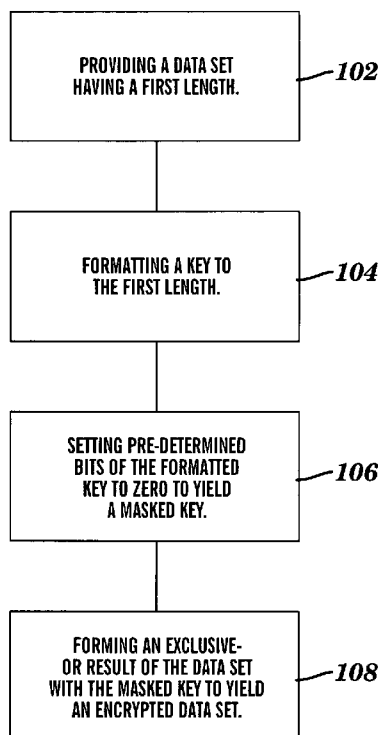 PROVIDING A DATA SET
HAVING A FIRST LENGTH.
102
FORMATTING A KEY TO
THE FIRST LENGTH.
104
SETTING PRE-DETERMINED
BITS OF THE FORMATTED
KEY TO ZERO TO YIELD
A MASKED KEY.
106
FORMING AN EXCLUSIVE-
OR RESULT OF THE DATA SET
WITH THE MASKED KEY TO YIELD
AN ENCRYPTED DATA SET.
108